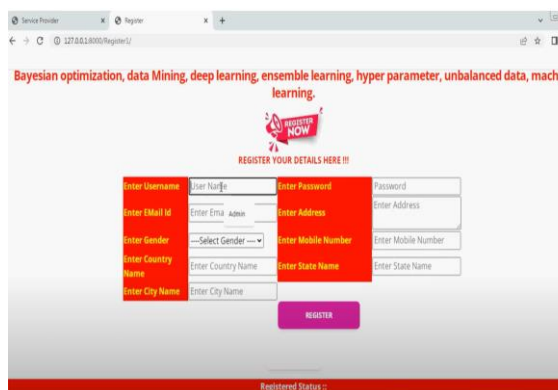 Service Provider
Register
127.0.0.1:8000/Register1/
Bayesian optimization, data Mining, deep learning, ensemble learning, hyper parameter, unbalanced data, mach
learning.
REGISTER
NOW
REGISTER YOUR DETAILS HERE !!!
Enter Username User Name Enter Password Password
Enter EMail Id Enter Ema Admin Enter Address Enter Address
Enter Gender ----Select Gender ---- Enter Mobile Number Enter Mobile Number
Enter Country
Name Enter Country Name Enter State Name Enter State Name
Enter City Name Enter City Name
REGISTER
Registered Status ::